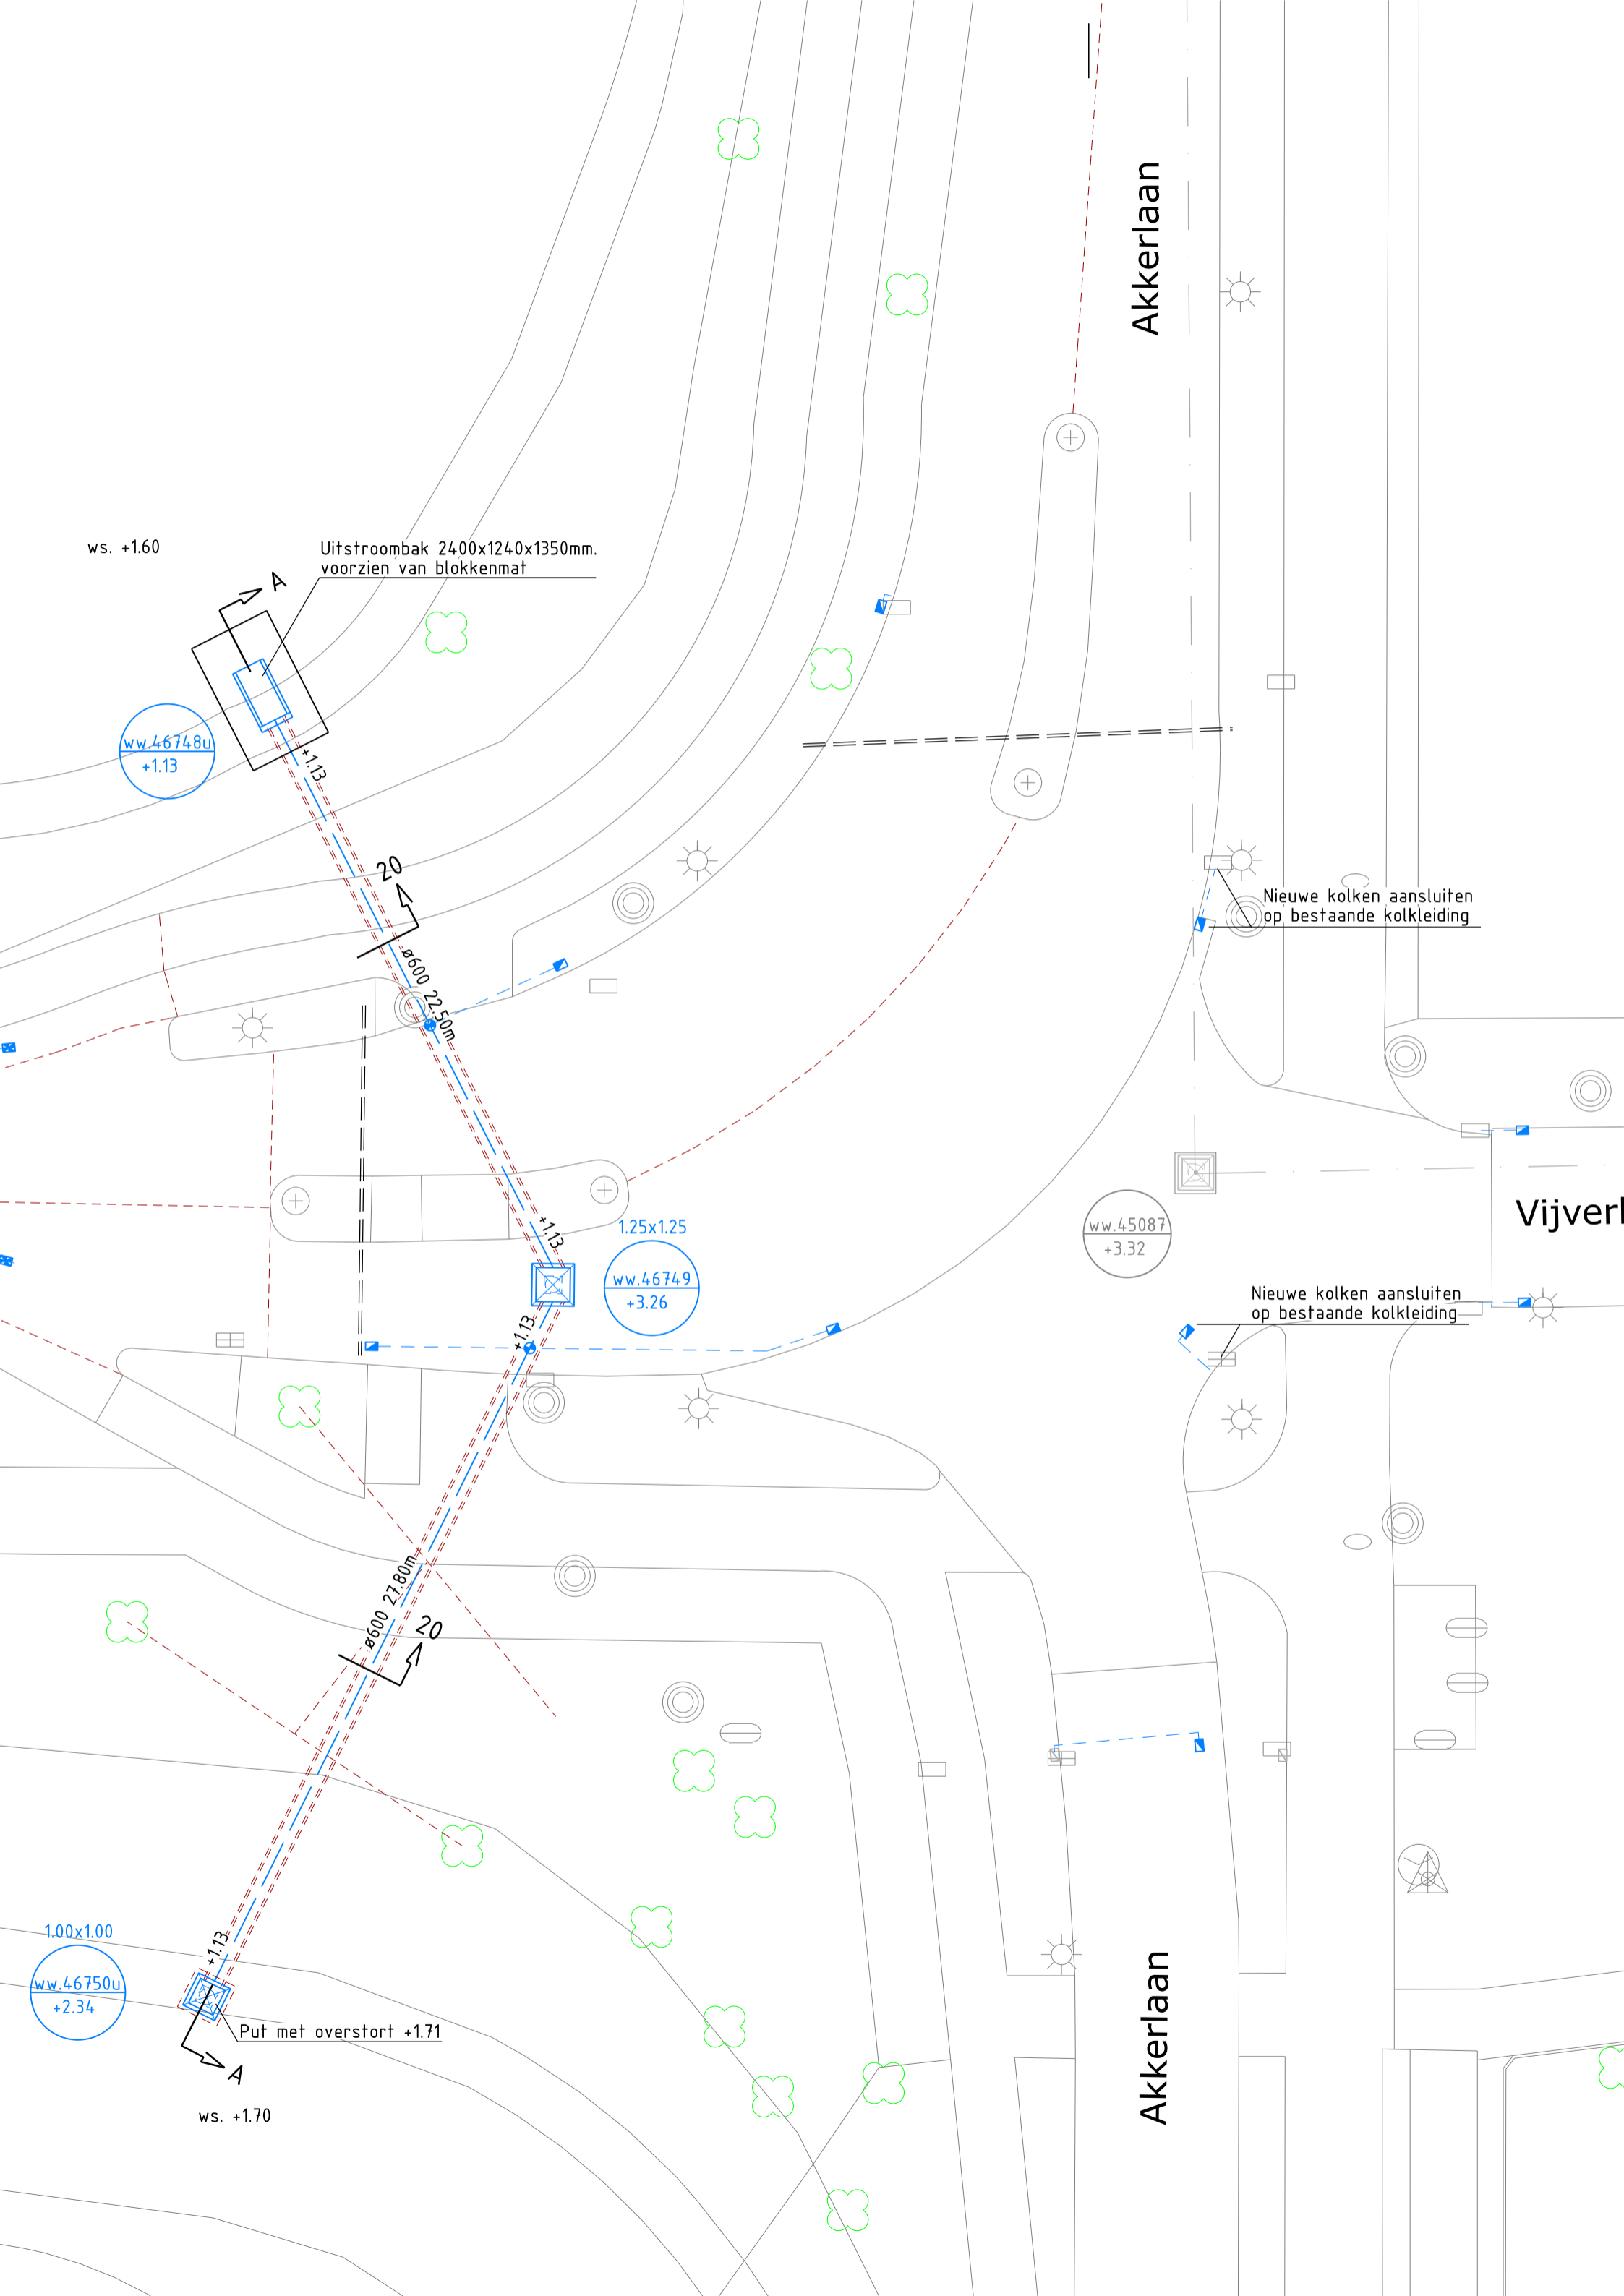 Akkerlaan
ws. +1.60
Uitstroombak 2400x1240x1350mm.
voorzien van blokkenmat
A
ww.46748u
+1.13
+1.13
20
Nieuwe kolken aansluiten
op bestaande kolkleiding
ø600 22.50m
+1.13
1.25x1.25
ww.46749
+3.26
ww.45087
+3.32
Vijverl
Nieuwe kolken aansluiten
op bestaande kolkleiding
+1.13
ø600 27.80m
20
1.00x1.00
ww.46750u
+2.34
+1.13
Put met overstort +1.71
A
ws. +1.70
Akkerlaan